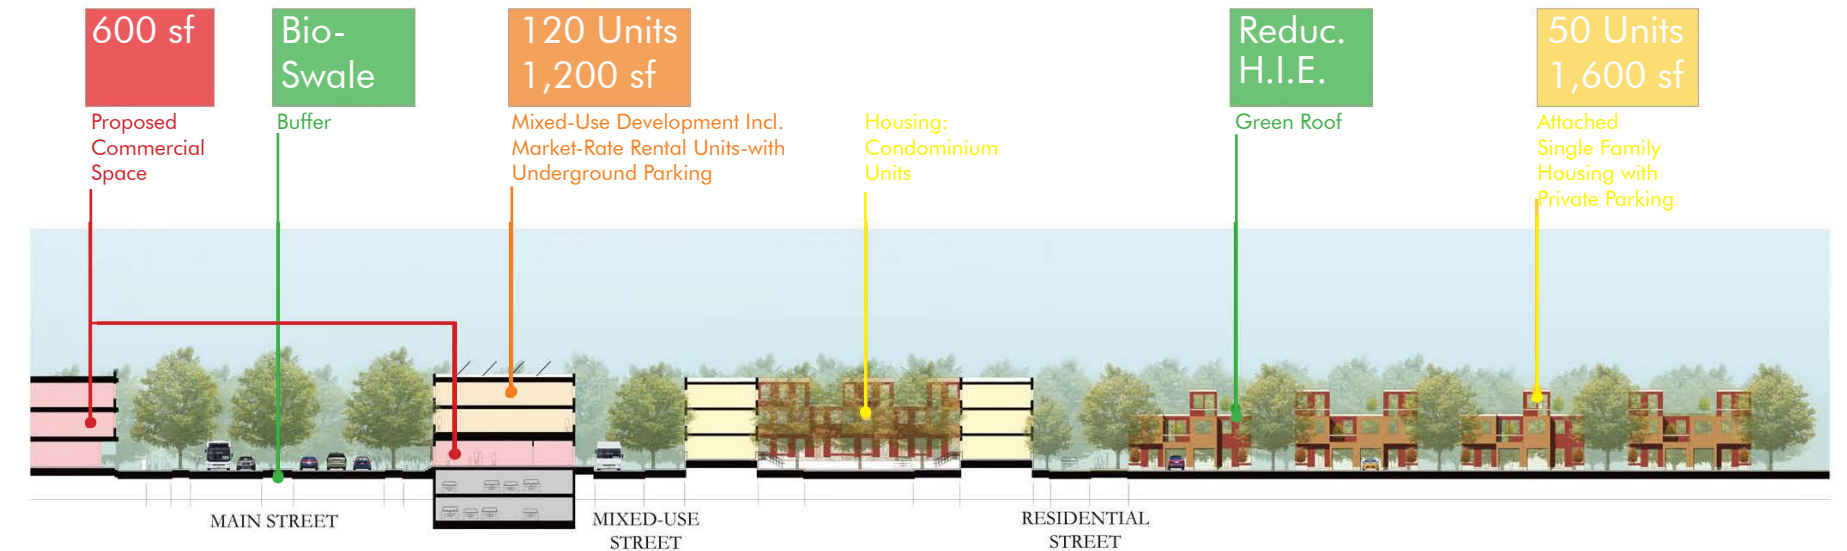 600 sf
Bio-
Swale
120 Units
1,200 sf
Reduc.
H.I.E.
50 Units
1,600 sf
Proposed
Commercial
Space
Buffer
Mixed-Use Development Incl.
Market-Rate Rental Units-with
Underground Parking
Housing:
Condominium
Units
Green Roof
Attached
Single Family
Housing with
Private Parking
MAIN STREET
MIXED-USE
STREET
RESIDENTIAL
STREET